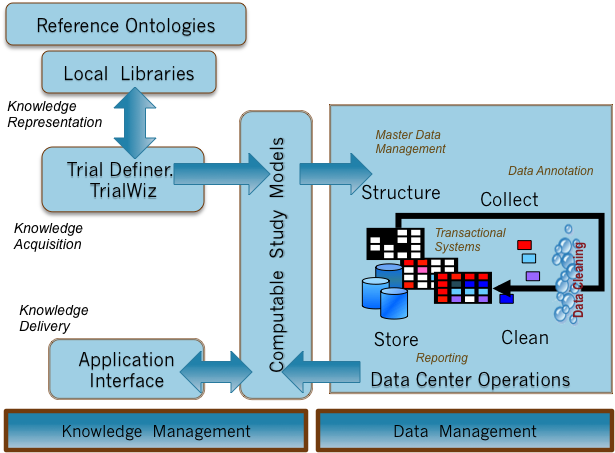 Reference Ontologies
Local Libraries
Knowledge
Representation
Trial Definer.
TrialWiz
Knowledge
Acquisition
Knowledge
Delivery
Application
Interface
Computable Study Models
Master Data
Management
Data Annotation
Structure
Collect
Transactional
Systems
Data Cleaning
Store
Clean
Reporting
Data Center Operations
Knowledge Management
Data Management